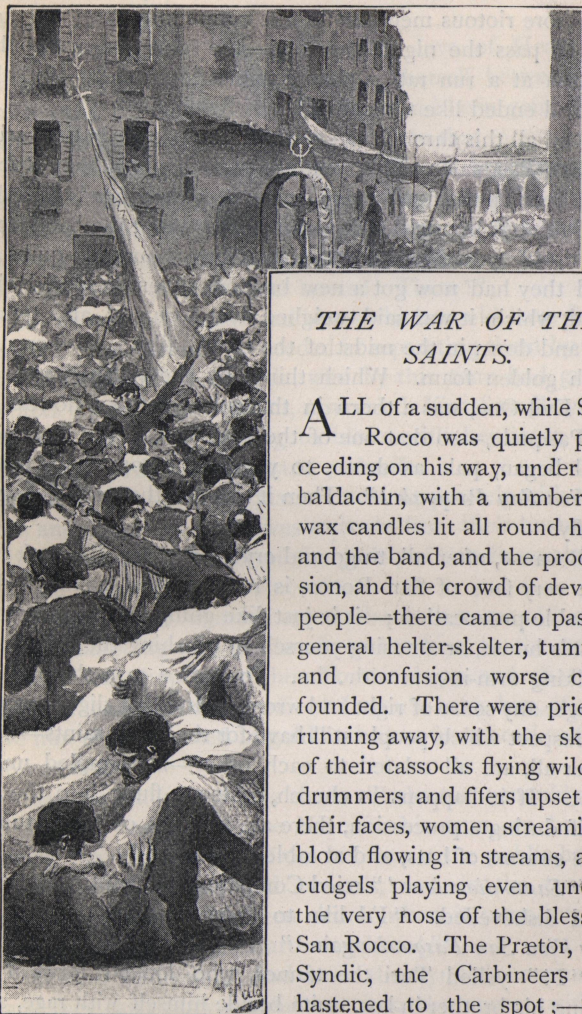 THE WAR OF TH
SAINTS.
ALL of a sudden, while S
Rocco was quietly p
ceeding on his way, under
baldachin, with a number
wax candles lit all round h
and the band, and the proc
sion, and the crowd of dev
people—there came to pas
general helter-skelter, tum
and confusion worse c
founded. There were prie
running away, with the sk
of their cassocks flying wild
drummers and fifers upset
their faces, women screami
blood flowing in streams, a
cudgels playing even un
the very nose of the bless
San Rocco. The Prætor,
Syndic, the Carbineers
hastened to the spot;—